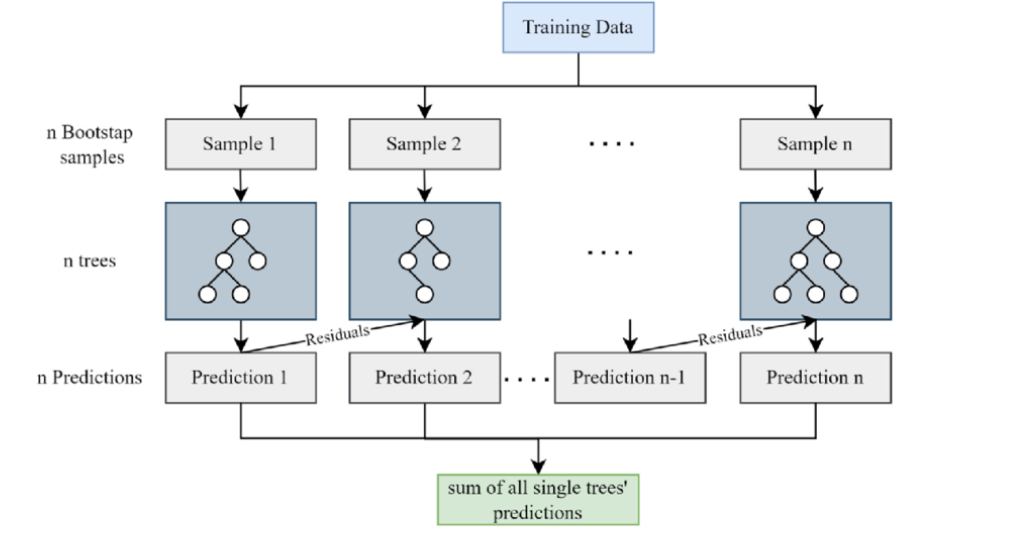 Training Data
n Bootstap
samples
Sample 1
Sample 2
. . . .
Sample n
n trees
. . . .
Residuals
Residuals
n Predictions
Prediction 1
Prediction 2
. . . .
Prediction n-1
Prediction n
sum of all single trees'
predictions